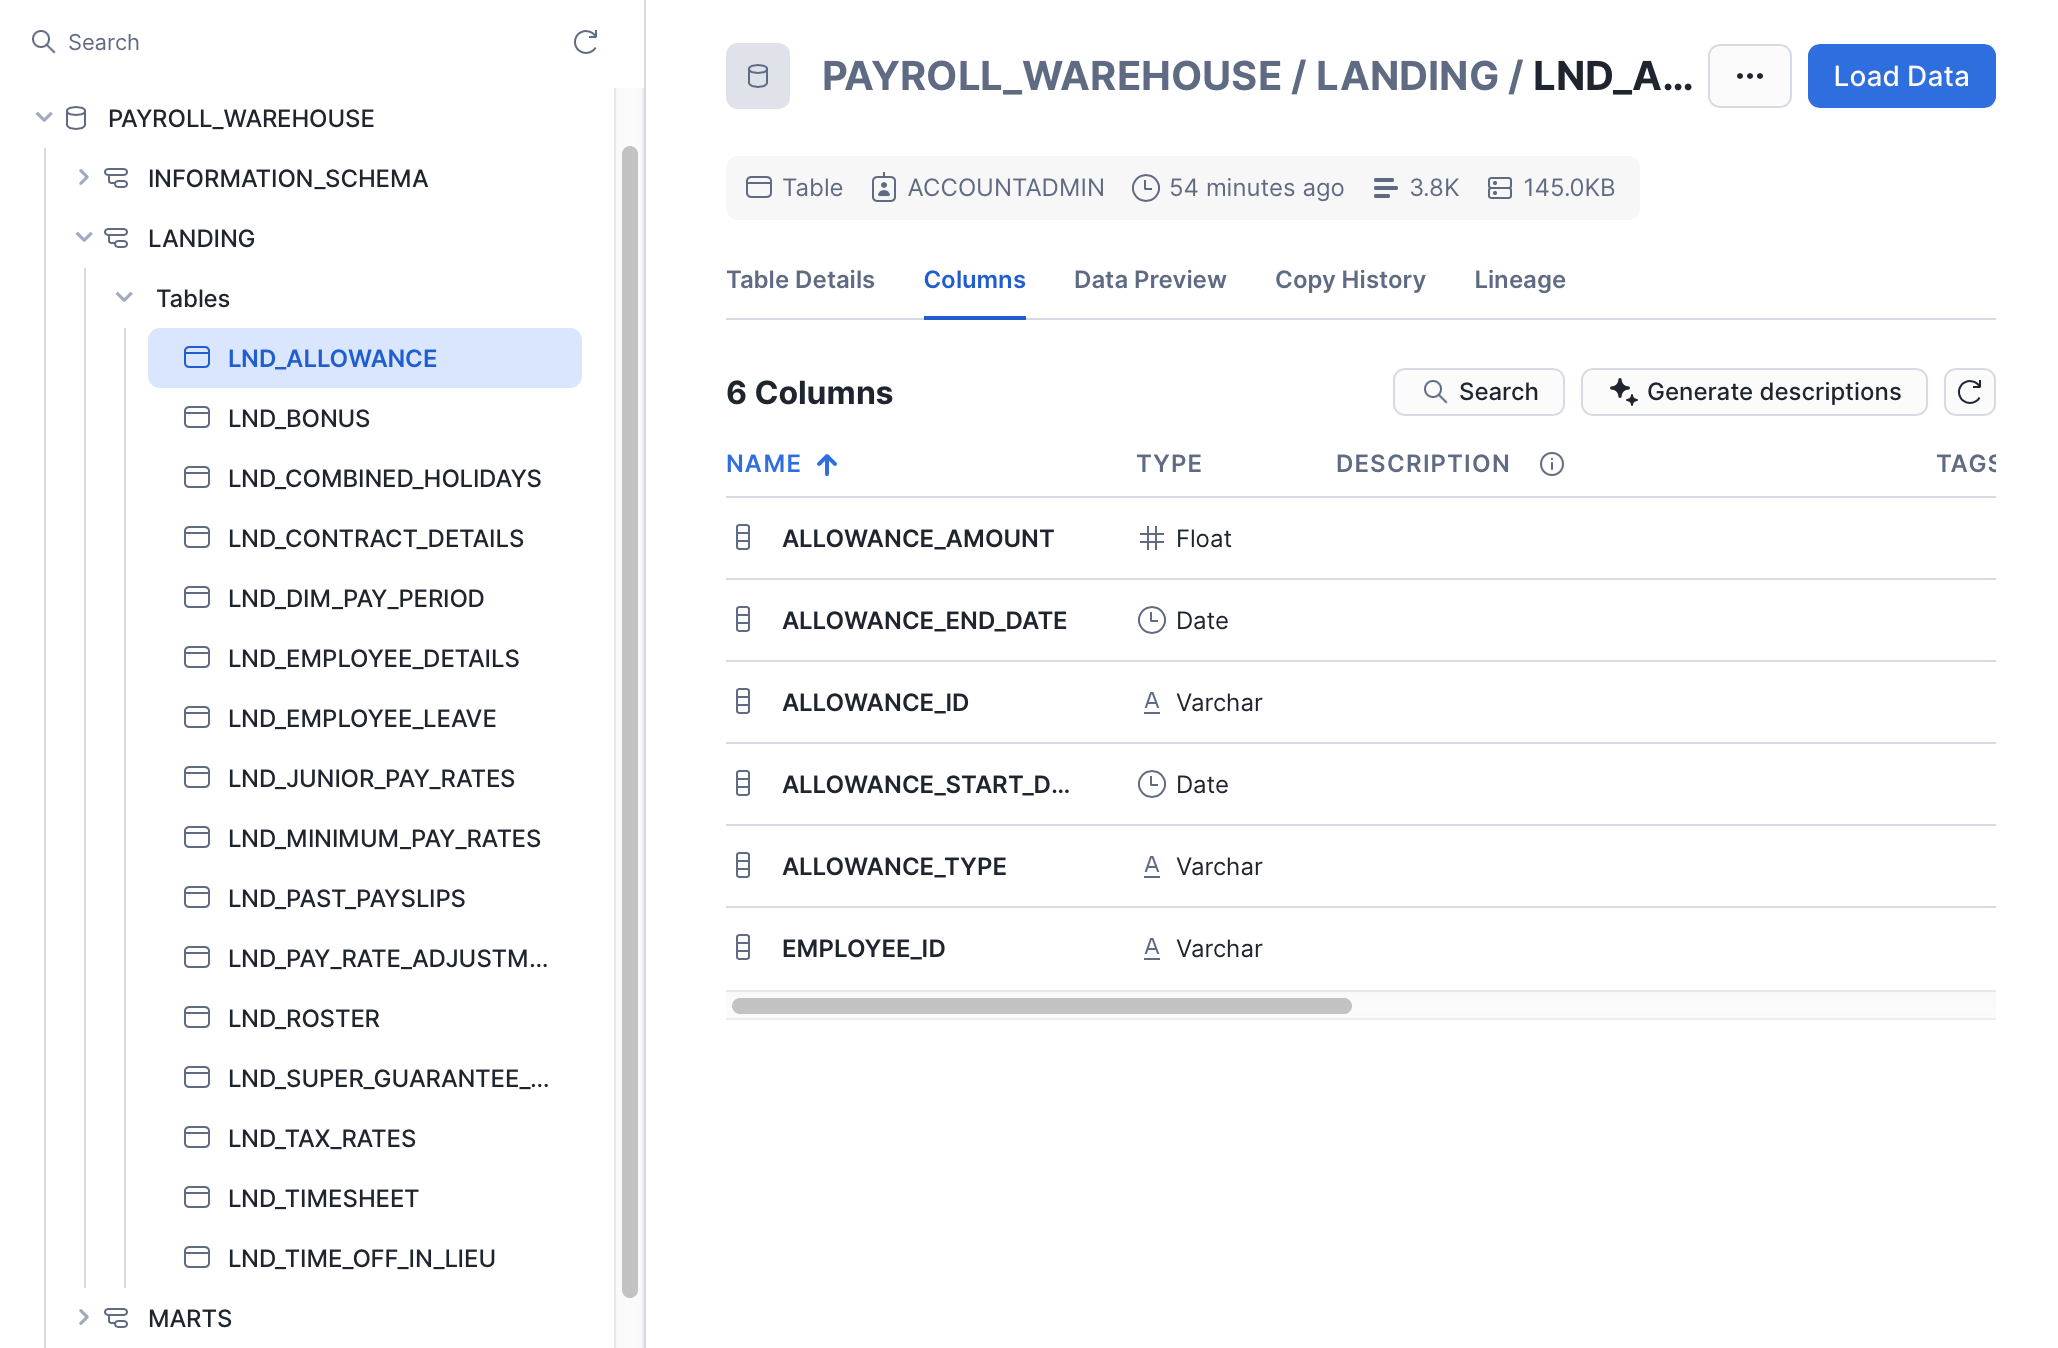 Search
PAYROLL_WAREHOUSE
INFORMATION_SCHEMA
LANDING
Tables
LND_ALLOWANCE
LND_BONUS
LND_COMBINED_HOLIDAYS
LND_CONTRACT_DETAILS
LND_DIM_PAY_PERIOD
LND_EMPLOYEE_DETAILS
LND_EMPLOYEE_LEAVE
LND_JUNIOR_PAY_RATES
LND_MINIMUM_PAY_RATES
LND_PAST_PAYSLIPS
LND_PAY_RATE_ADJUSTM...
LND_ROSTER
LND_SUPER_GUARANTEE_...
LND_TAX_RATES
LND_TIMESHEET
LND_TIME_OFF_IN_LIEU
MARTS
PAYROLL_WAREHOUSE / LANDING / LND_A... ... Load Data
Table ACCOUNTADMIN 54 minutes ago 3.8K 145.0KB
Table Details Columns Data Preview Copy History Lineage
6 Columns Search Generate descriptions
NAME TYPE DESCRIPTION TAGS
ALLOWANCE_AMOUNT Float
ALLOWANCE_END_DATE Date
ALLOWANCE_ID Varchar
ALLOWANCE_START_D... Date
ALLOWANCE_TYPE Varchar
EMPLOYEE_ID Varchar